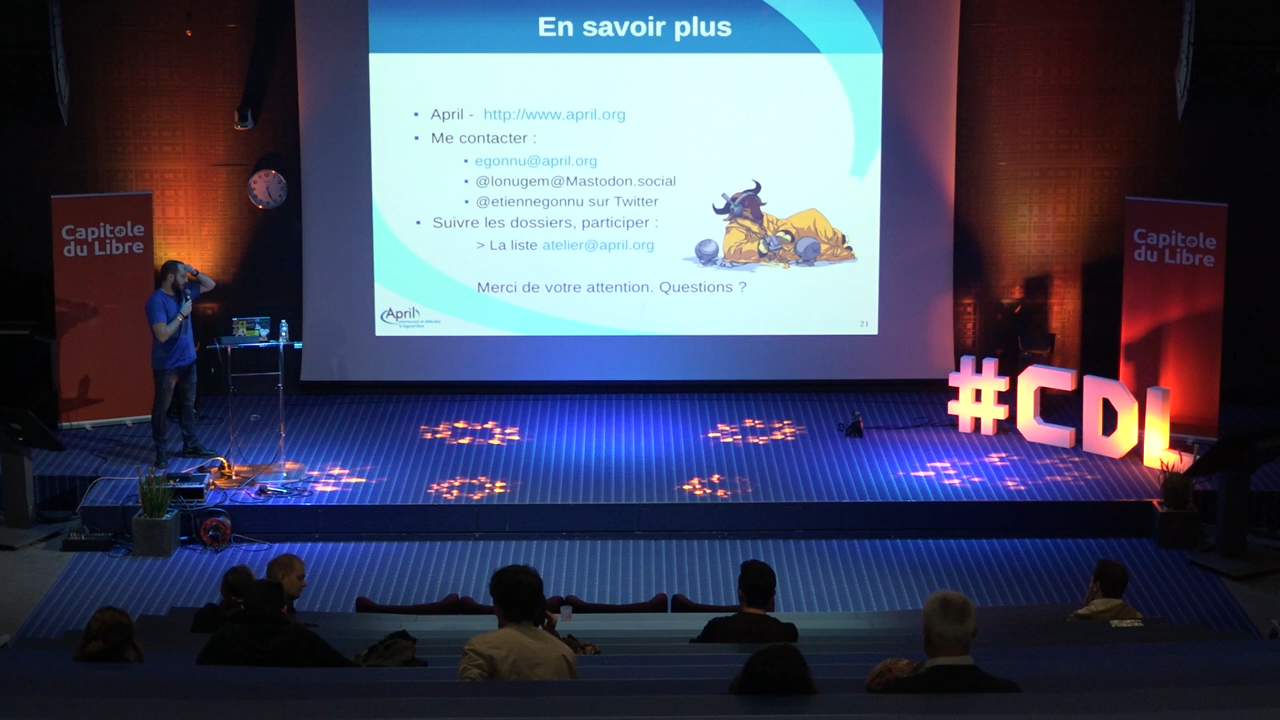 En savoir plus
April - http://www.april.org
Me contacter :
egonnu@april.org
@lonugem@Mastodon.social
@etiennegonnu sur Twitter
Suivre les dossiers, participer :
> La liste atelier@april.org
Merci de votre attention. Questions ?
April
21
Capitole
du Libre
Capitole
du Libre
#CDL